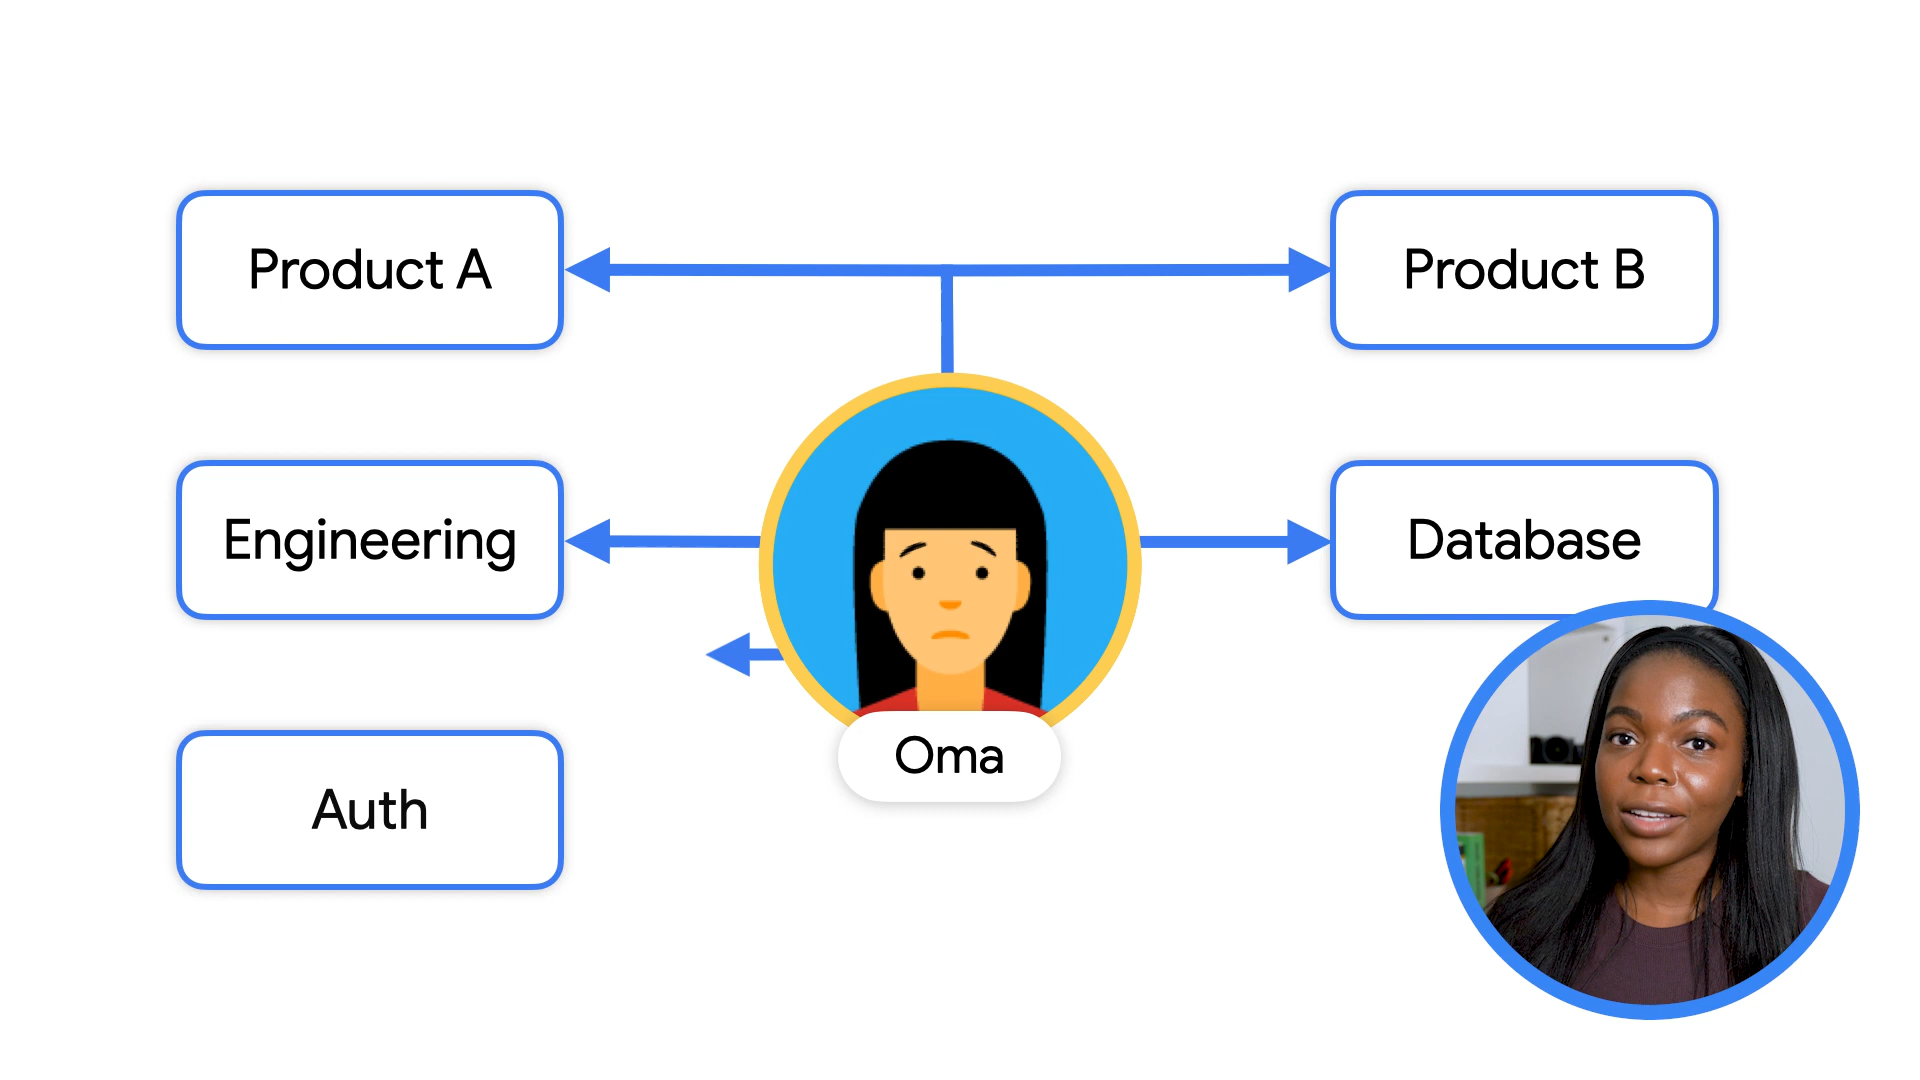 Product A
Product B
Engineering
Database
Oma
Auth